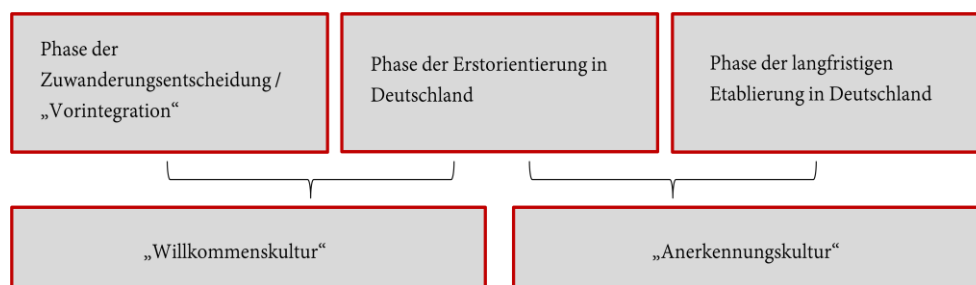 Phase der
Zuwanderungsentscheidung /
„Vorintegration“
Phase der Erstorientierung in
Deutschland
Phase der langfristigen
Etablierung in Deutschland
„Willkommenskultur“
„Anerkennungskultur“